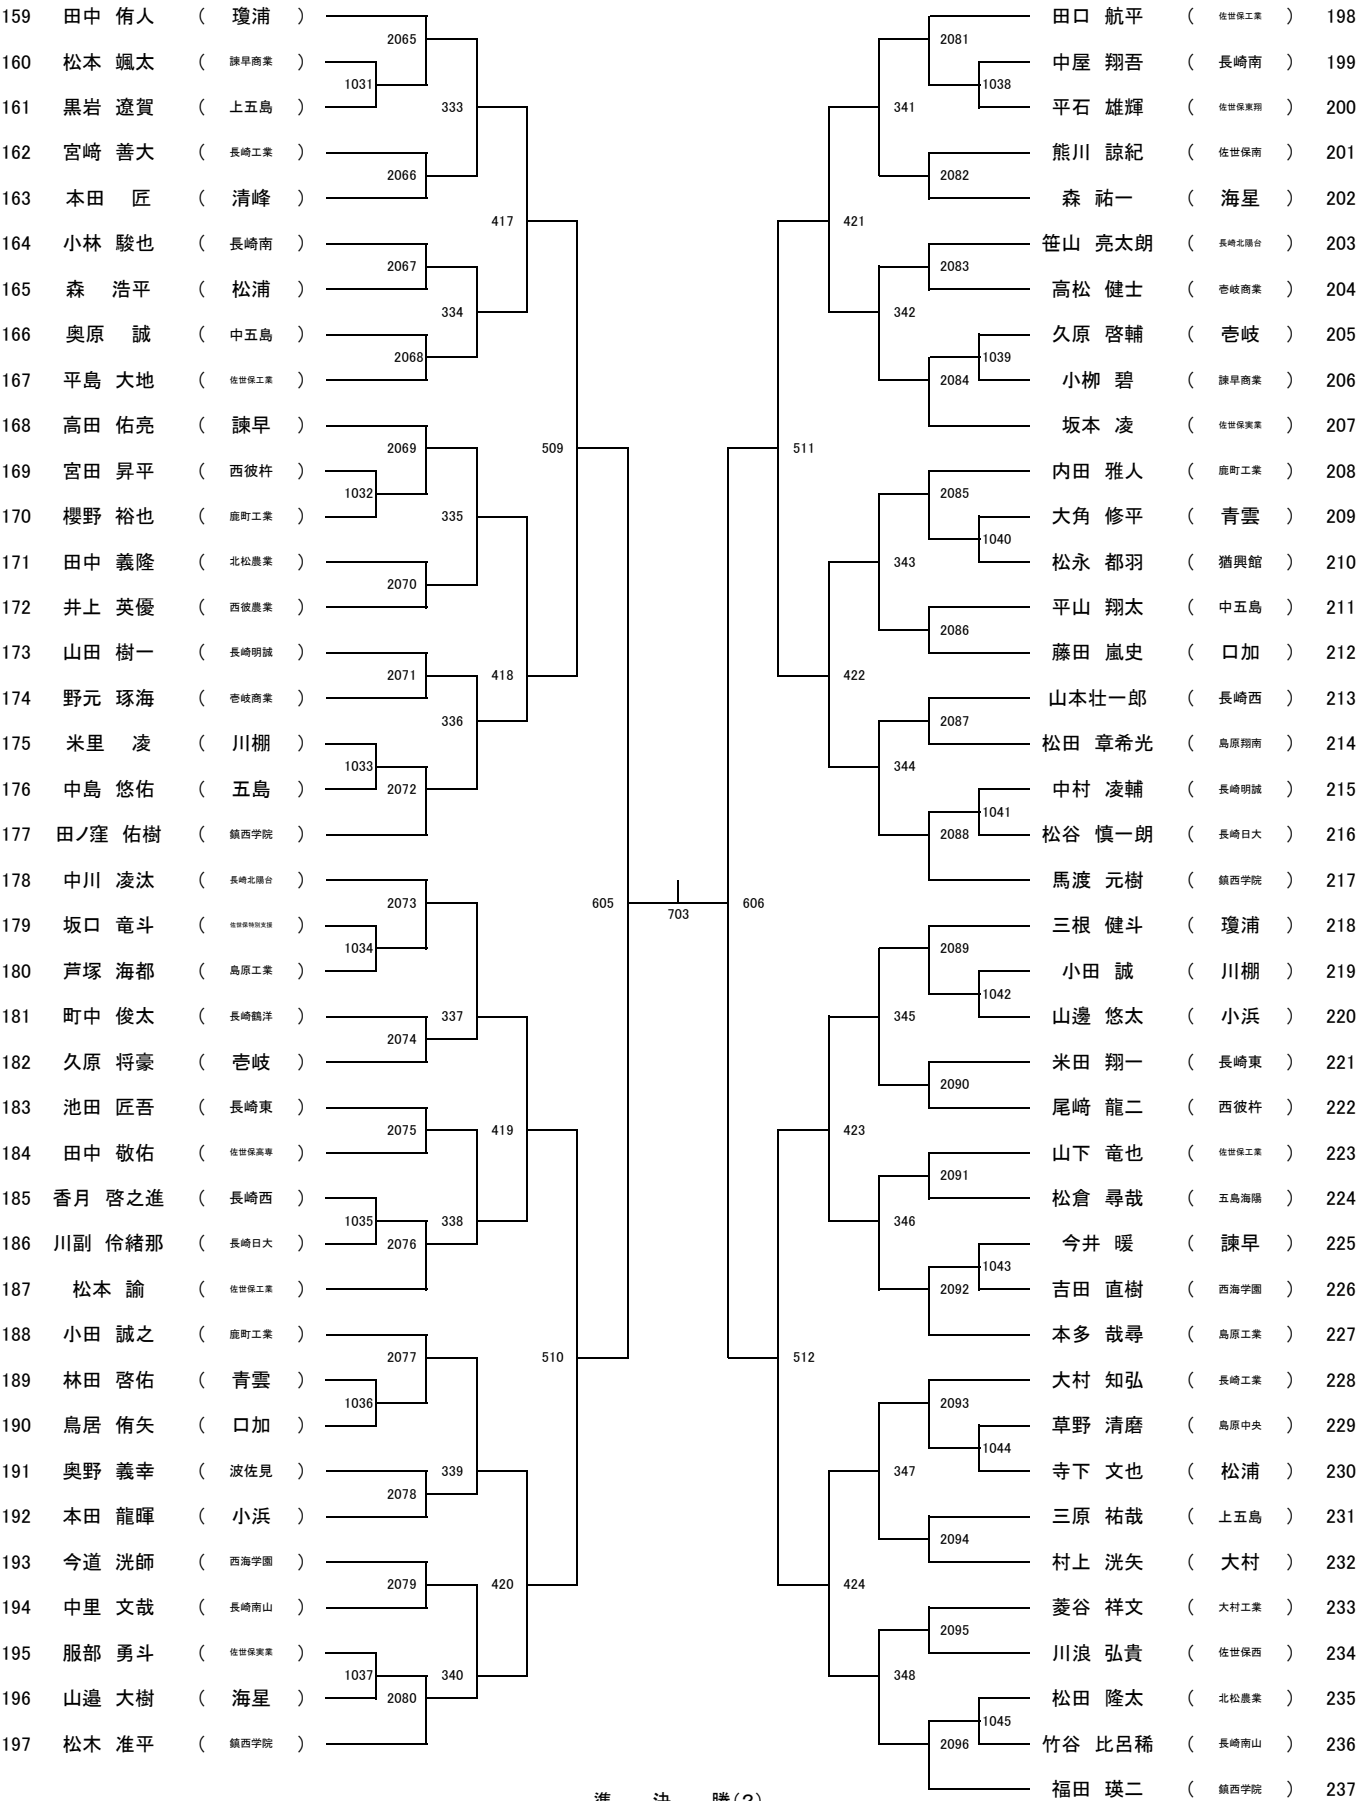 159 田中 侑人 ( 瓊浦 )
160 松本 颯太 ( 諫早商業 )
161 黒岩 遼賀 ( 上五島 )
162 宮﨑 善大 ( 長崎工業 )
163 本田 匠 ( 清峰 )
164 小林 駿也 ( 長崎南 )
165 森 浩平 ( 松浦 )
166 奥原 誠 ( 中五島 )
167 平島 大地 ( 佐世保工業 )
168 高田 佑亮 ( 諫早 )
169 宮田 昇平 ( 西彼杵 )
170 櫻野 裕也 ( 鹿町工業 )
171 田中 義隆 ( 北松農業 )
172 井上 英優 ( 西彼農業 )
173 山田 樹一 ( 長崎明誠 )
174 野元 琢海 ( 壱岐商業 )
175 米里 凌 ( 川棚 )
176 中島 悠佑 ( 五島 )
177 田ノ窪 佑樹 ( 鎮西学院 )
178 中川 凌汰 ( 長崎北陽台 )
179 坂口 竜斗 ( 佐世保特別支援 )
180 芦塚 海都 ( 島原工業 )
181 町中 俊太 ( 長崎鶴洋 )
182 久原 将豪 ( 壱岐 )
183 池田 匠吾 ( 長崎東 )
184 田中 敬佑 ( 佐世保高専 )
185 香月 啓之進 ( 長崎西 )
186 川副 伶緒那 ( 長崎日大 )
187 松本 諭 ( 佐世保工業 )
188 小田 誠之 ( 鹿町工業 )
189 林田 啓佑 ( 青雲 )
190 鳥居 侑矢 ( 口加 )
191 奥野 義幸 ( 波佐見 )
192 本田 龍暉 ( 小浜 )
193 今道 洸師 ( 西海学園 )
194 中里 文哉 ( 長崎南山 )
195 服部 勇斗 ( 佐世保実業 )
196 山邉 大樹 ( 海星 )
197 松木 准平 ( 鎮西学院 )
1031
1032
1033
1034
1035
1036
1037
2065
2066
2067
2068
2069
2070
2071
2072
2073
2074
2075
2076
2077
2078
2079
2080
333
334
335
336
337
338
339
340
417
418
419
420
509
510
605
703
606
511
512
421
422
423
424
341
342
343
344
345
346
347
348
2081
2082
2083
2084
2085
2086
2087
2088
2089
2090
2091
2092
2093
2094
2095
2096
1038
1039
1040
1041
1042
1043
1044
1045
田口 航平 ( 佐世保工業 ) 198
中屋 翔吾 ( 長崎南 ) 199
平石 雄輝 ( 佐世保東翔 ) 200
熊川 諒紀 ( 佐世保南 ) 201
森 祐一 ( 海星 ) 202
笹山 亮太朗 ( 長崎北陽台 ) 203
高松 健士 ( 壱岐商業 ) 204
久原 啓輔 ( 壱岐 ) 205
小栁 碧 ( 諫早商業 ) 206
坂本 凌 ( 佐世保実業 ) 207
内田 雅人 ( 鹿町工業 ) 208
大角 修平 ( 青雲 ) 209
松永 都羽 ( 猶興館 ) 210
平山 翔太 ( 中五島 ) 211
藤田 嵐史 ( 口加 ) 212
山本壮一郎 ( 長崎西 ) 213
松田 章希光 ( 島原翔南 ) 214
中村 凌輔 ( 長崎明誠 ) 215
松谷 慎一朗 ( 長崎日大 ) 216
馬渡 元樹 ( 鎮西学院 ) 217
三根 健斗 ( 瓊浦 ) 218
小田 誠 ( 川棚 ) 219
山邊 悠太 ( 小浜 ) 220
米田 翔一 ( 長崎東 ) 221
尾﨑 龍二 ( 西彼杵 ) 222
山下 竜也 ( 佐世保工業 ) 223
松倉 尋哉 ( 五島海陽 ) 224
今井 暖 ( 諫早 ) 225
吉田 直樹 ( 西海学園 ) 226
本多 哉尋 ( 島原工業 ) 227
大村 知弘 ( 長崎工業 ) 228
草野 清磨 ( 島原中央 ) 229
寺下 文也 ( 松浦 ) 230
三原 祐哉 ( 上五島 ) 231
村上 洸矢 ( 大村 ) 232
菱谷 祥文 ( 大村工業 ) 233
川浪 弘貴 ( 佐世保西 ) 234
松田 隆太 ( 北松農業 ) 235
竹谷 比呂稀 ( 長崎南山 ) 236
福田 瑛二 ( 鎮西学院 ) 237
準 決 勝(2)